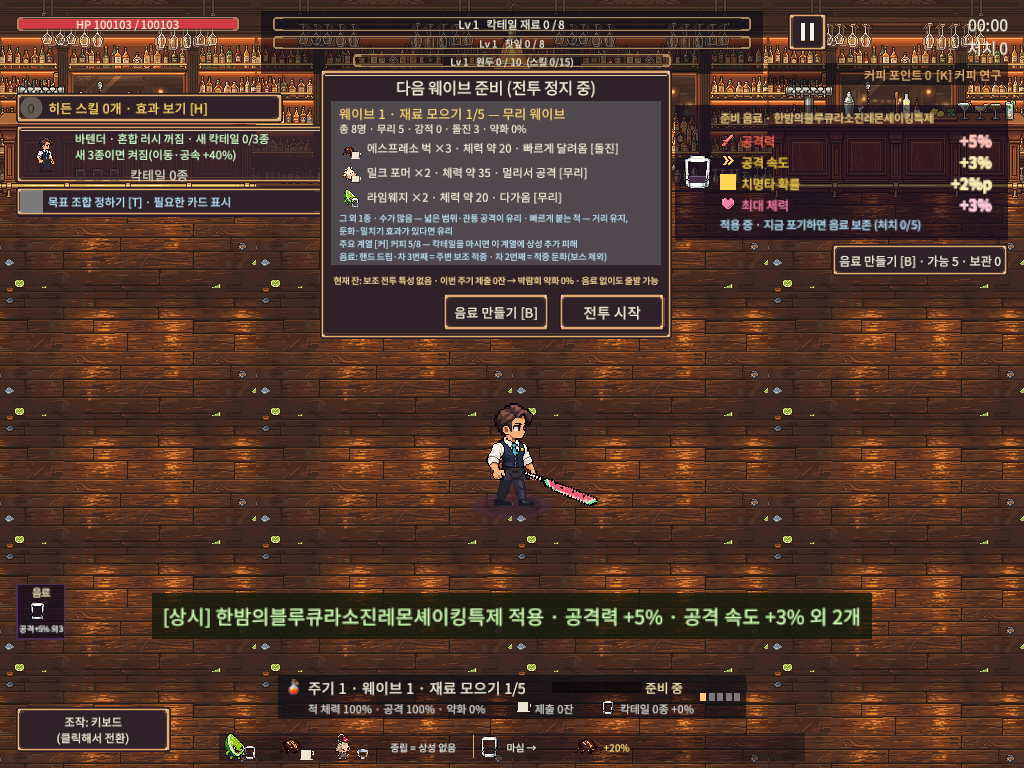 HP 100103 / 100103
Lv 1 칵테일 재료 0 / 8
Lv 1 찻잎 0 / 8
Lv 1 원두 0 / 10 (스킬 0/15)
00:00
처치 0
커피 포인트 0 [K] 커피 연구
0 히든 스킬 0개 · 효과 보기 [H]
바텐더 · 혼합 러시 꺼짐 · 새 칵테일 0/3종
새 3종이면 켜짐(이동·공속 +40%)
칵테일 0종
목표 조합 정하기 [T] · 필요한 카드 표시
다음 웨이브 준비 (전투 정지 중)
웨이브 1 · 재료 모으기 1/5 — 무리 웨이브
총 8명 · 무리 5 · 강적 0 · 돌진 3 · 약화 0%
에스프레소 벅 ×3 · 체력 약 20 · 빠르게 달려옴 [돌진]
밀크 포머 ×2 · 체력 약 35 · 멀리서 공격 [무리]
라임웨지 ×2 · 체력 약 20 · 다가옴 [무리]
그 외 1종 · 수가 많음 — 넓은 범위·관통 공격이 유리 · 빠르게 붙는 적 — 거리 유지,
둔화·밀치기 효과가 있다면 유리
주요 계열 [커] 커피 5/8 — 칵테일을 마시면 이 계열에 상성 추가 피해
음료: 핸드 드립·차 3번째 = 주변 보조 적중 · 차 2번째 = 적중 둔화(보스 제외)
현재 잔: 보조 전투 특성 없음 · 이번 주기 제출 0잔 → 박람회 약화 0% · 음료 없이도 출발 가능
음료 만들기 [B]
전투 시작
준비 음료 · 한밤의블루큐라소진레몬셰이킹특제
공격력 +5%
공격 속도 +3%
치명타 확률 +2%p
최대 체력 +3%
적용 중 · 지금 포기하면 음료 보존 (처치 0/5)
음료 만들기 [B] · 가능 5 · 보관 0
음료
공격+5% 외3
[상시] 한밤의블루큐라소진레몬셰이킹특제 적용 · 공격력 +5% · 공격 속도 +3% 외 2개
주기 1 · 웨이브 1 · 재료 모으기 1/5
준비 중
적 체력 100% · 공격 100% · 약화 0%
제출 0잔
칵테일 0종 +0%
조작: 키보드
(클릭해서 전환)
중립 = 상성 없음
마심 →
+20%